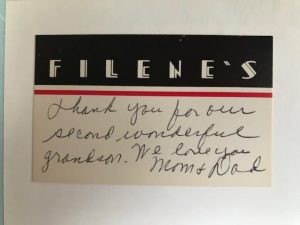 FILENE'S
Thank you for our
second wonderful
grandson. We love you
Mom + Dad